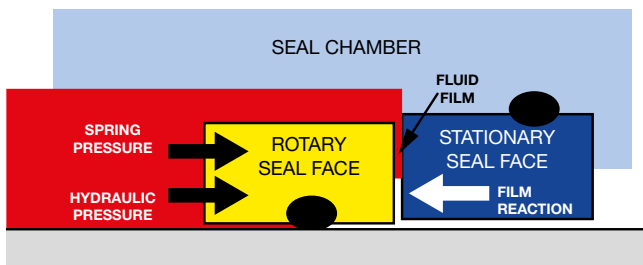 SEAL CHAMBER
FLUID
FILM
SPRING
PRESSURE
ROTARY
SEAL FACE
STATIONARY
SEAL FACE
HYDRAULIC
PRESSURE
FILM
REACTION